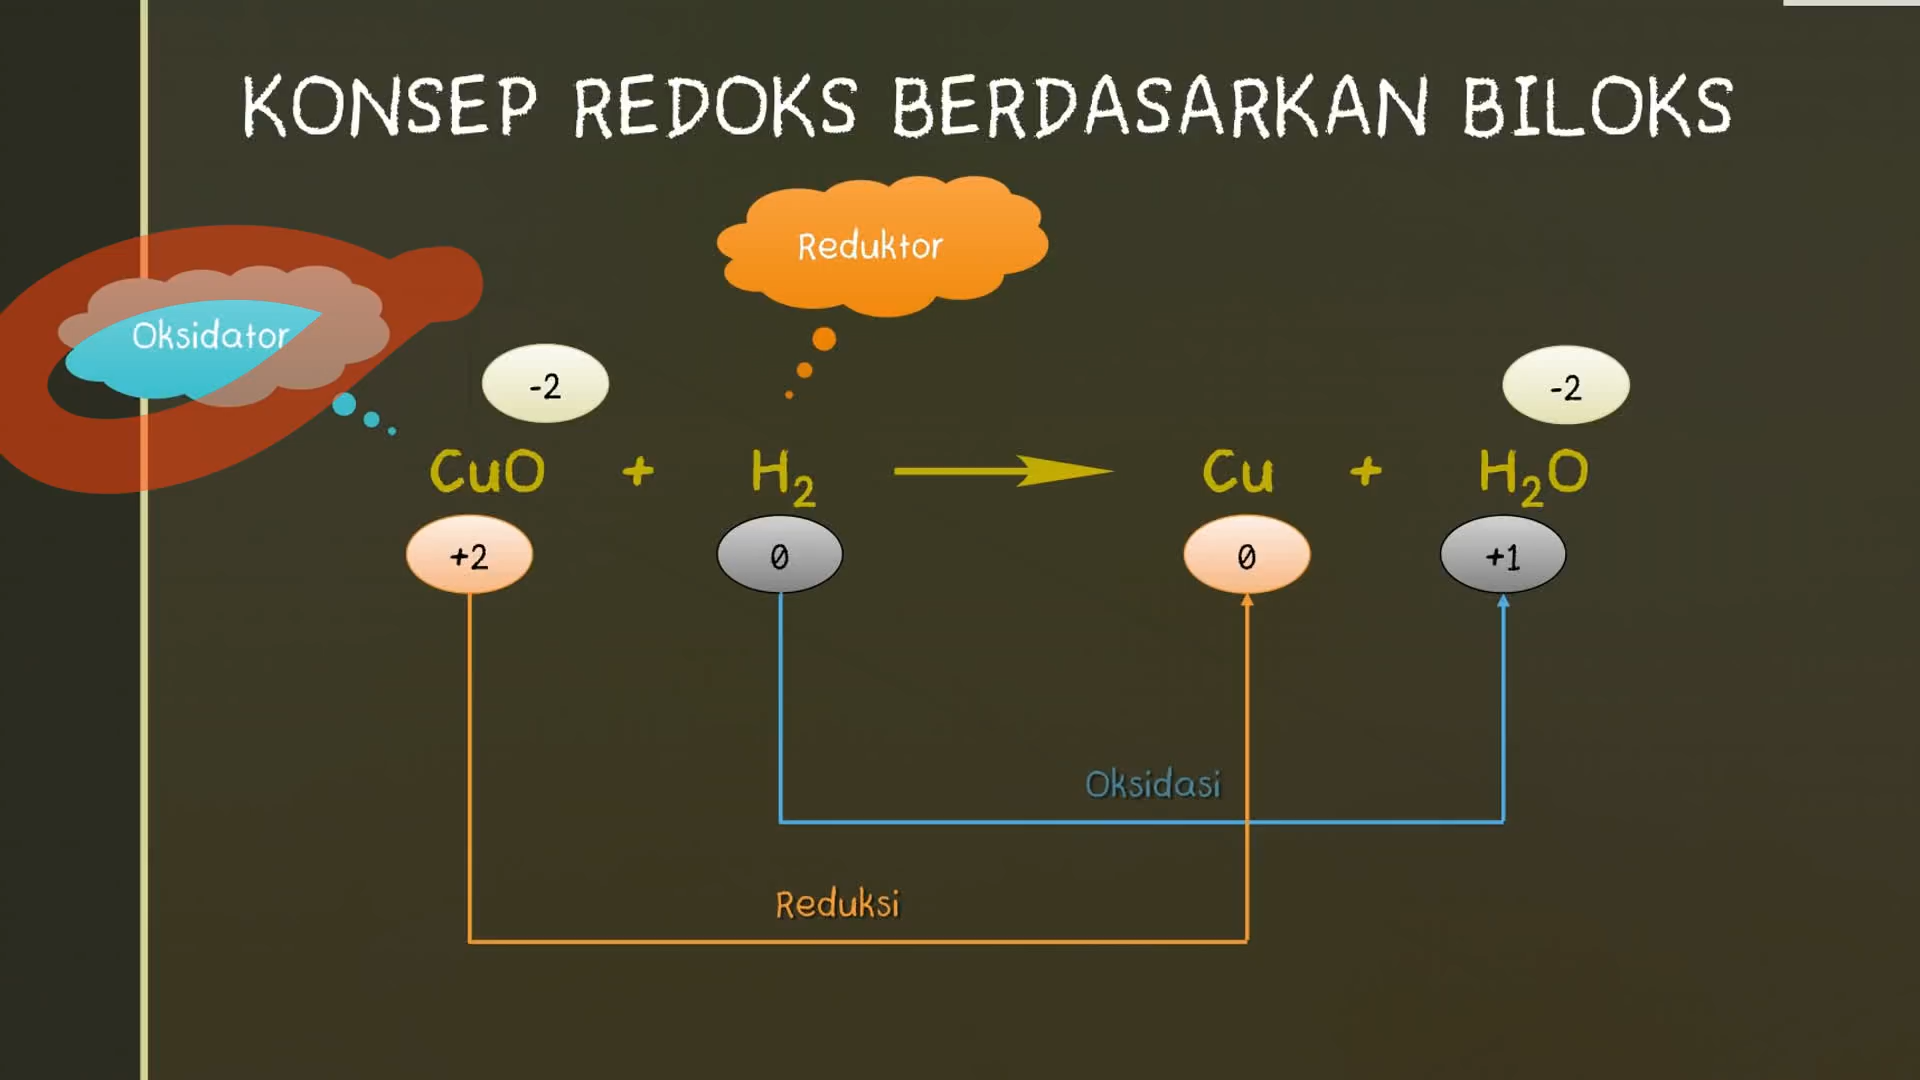 KONSEP REDOKS BERDASARKAN BILOKS
Reduktor
Oksidator
-2
-2
CuO + H₂ Cu + H₂O
+2
0
0
+1
Oksidasi
Reduksi